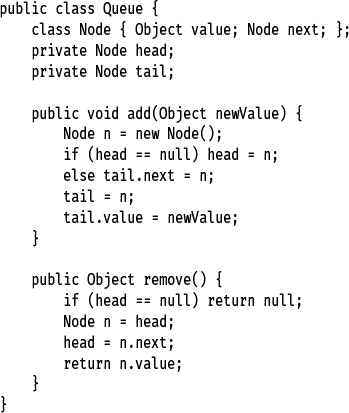 public class Queue {
    class Node { Object value; Node next; };
    private Node head;
    private Node tail;

    public void add(Object newValue) {
        Node n = new Node();
        if (head == null) head = n;
        else tail.next = n;
        tail = n;
        tail.value = newValue;
    }

    public Object remove() {
        if (head == null) return null;
        Node n = head;
        head = n.next;
        return n.value;
    }
}